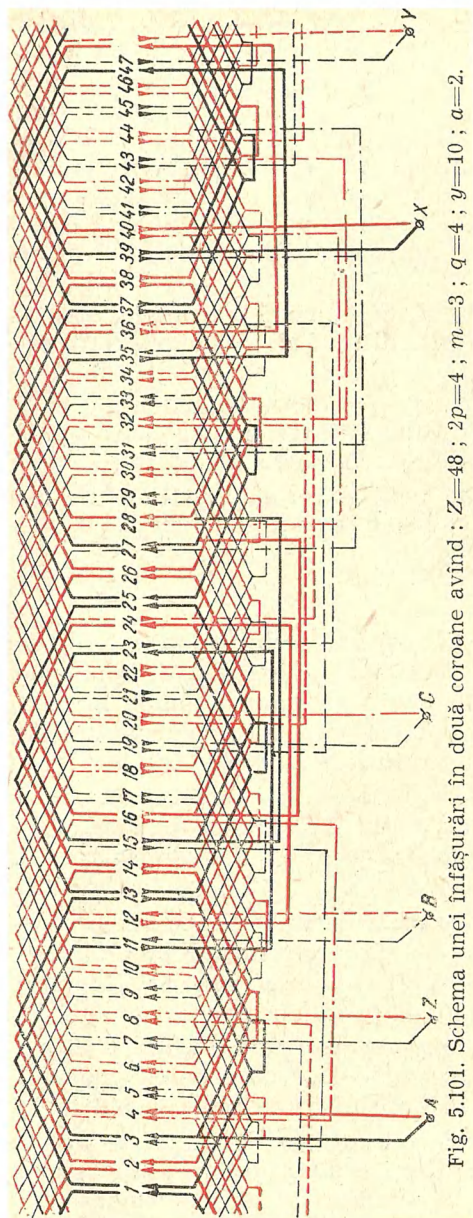 1 2 3 4 5 6 7 8 9 10 11 12 13 14 15 16 17 18 19 20 21 22 23 24 25 26 27 28 29 30 31 32 33 34 35 36 37 38 39 40 41 42 43 44 45 46 47
A Z B C X Y
Fig. 5.101. Schema unei înfășurări în două coroane avînd : Z=48 ; 2p=4 ; m=3 ; q=4 ; y=10 ; a=2.